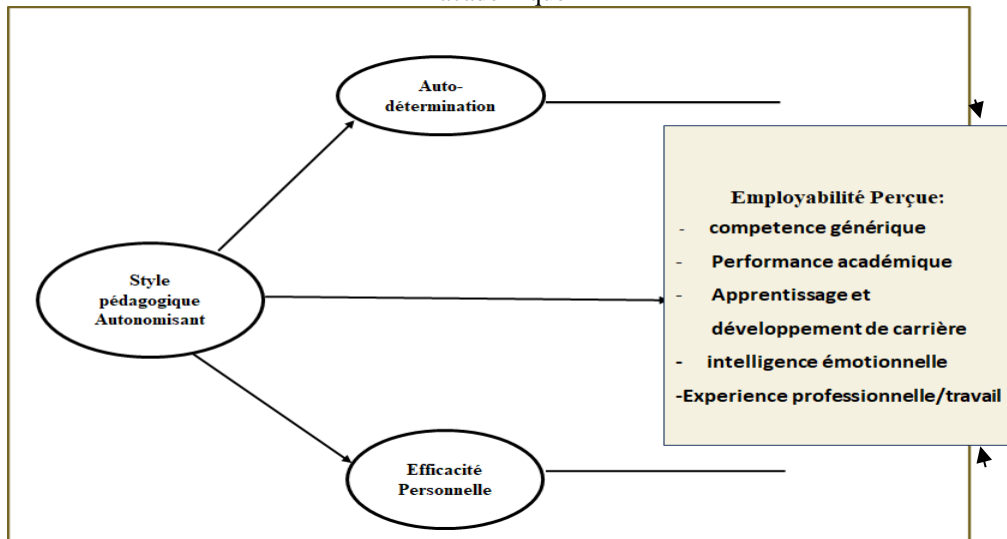 Auto-
détermination
Style
pédagogique
Autonomisant
Employabilité Perçue:
- competence générique
- Performance académique
- Apprentissage et
développement de carrière
- intelligence émotionnelle
-Experience professionnelle/travail
Efficacité
Personnelle